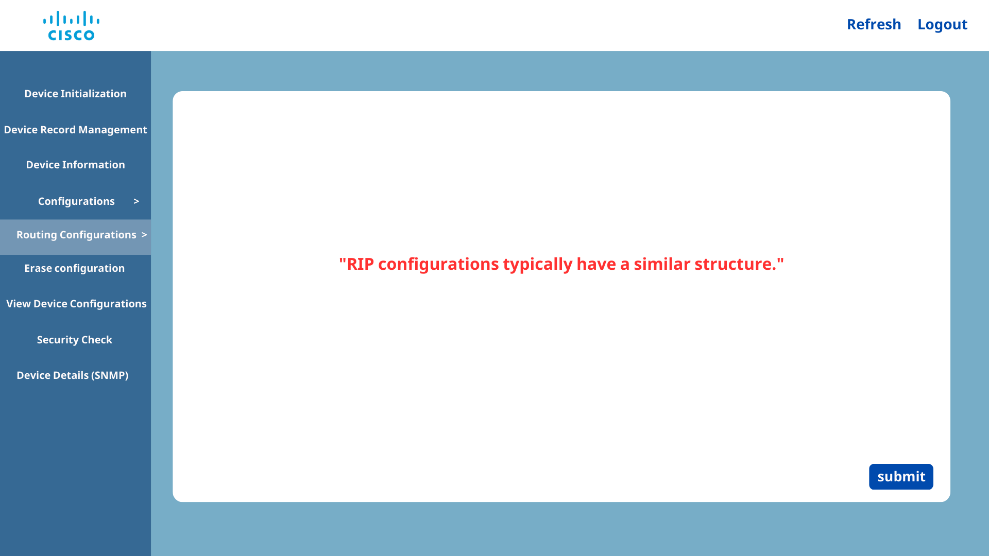 CISCO
Refresh Logout
Device Initialization
Device Record Management
Device Information
Configurations >
Routing Configurations >
Erase configuration
View Device Configurations
Security Check
Device Details (SNMP)
"RIP configurations typically have a similar structure."
submit